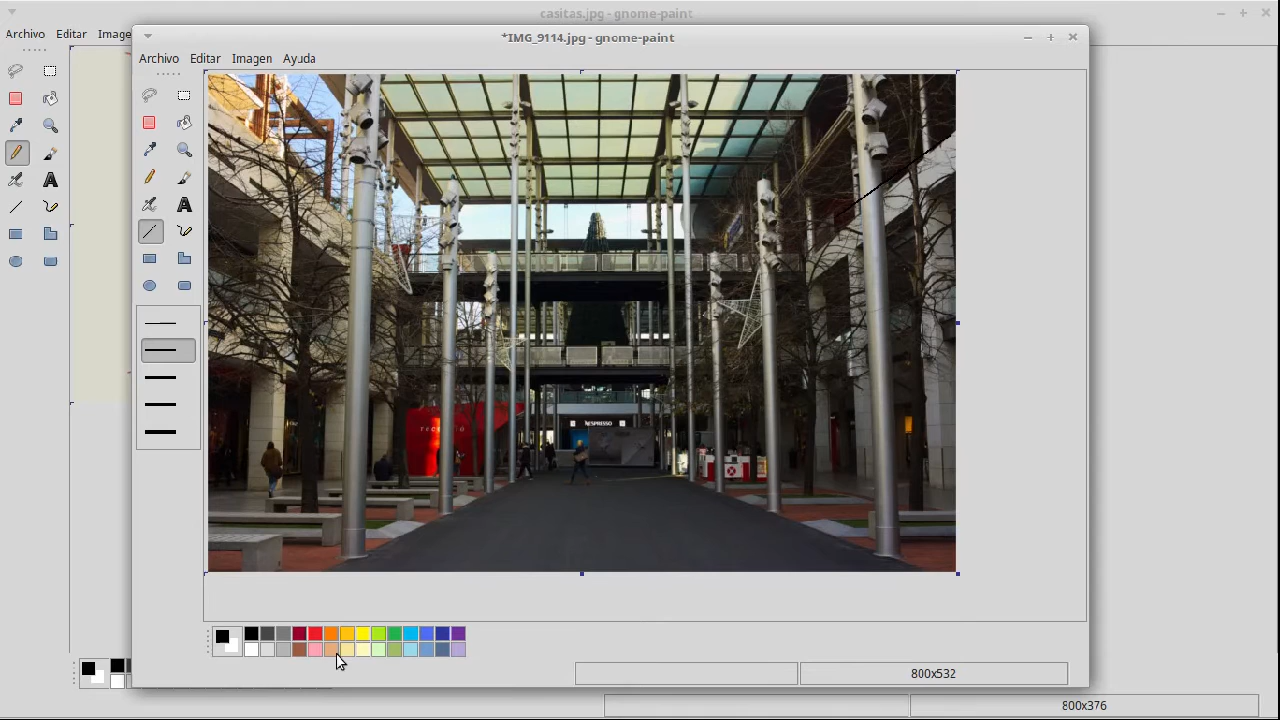 casitas.jpg - gnome-paint
Archivo Editar Image
*IMG_9114.jpg - gnome-paint
Archivo Editar Imagen Ayuda
A
A
NESPRESSO
800x532
800x376